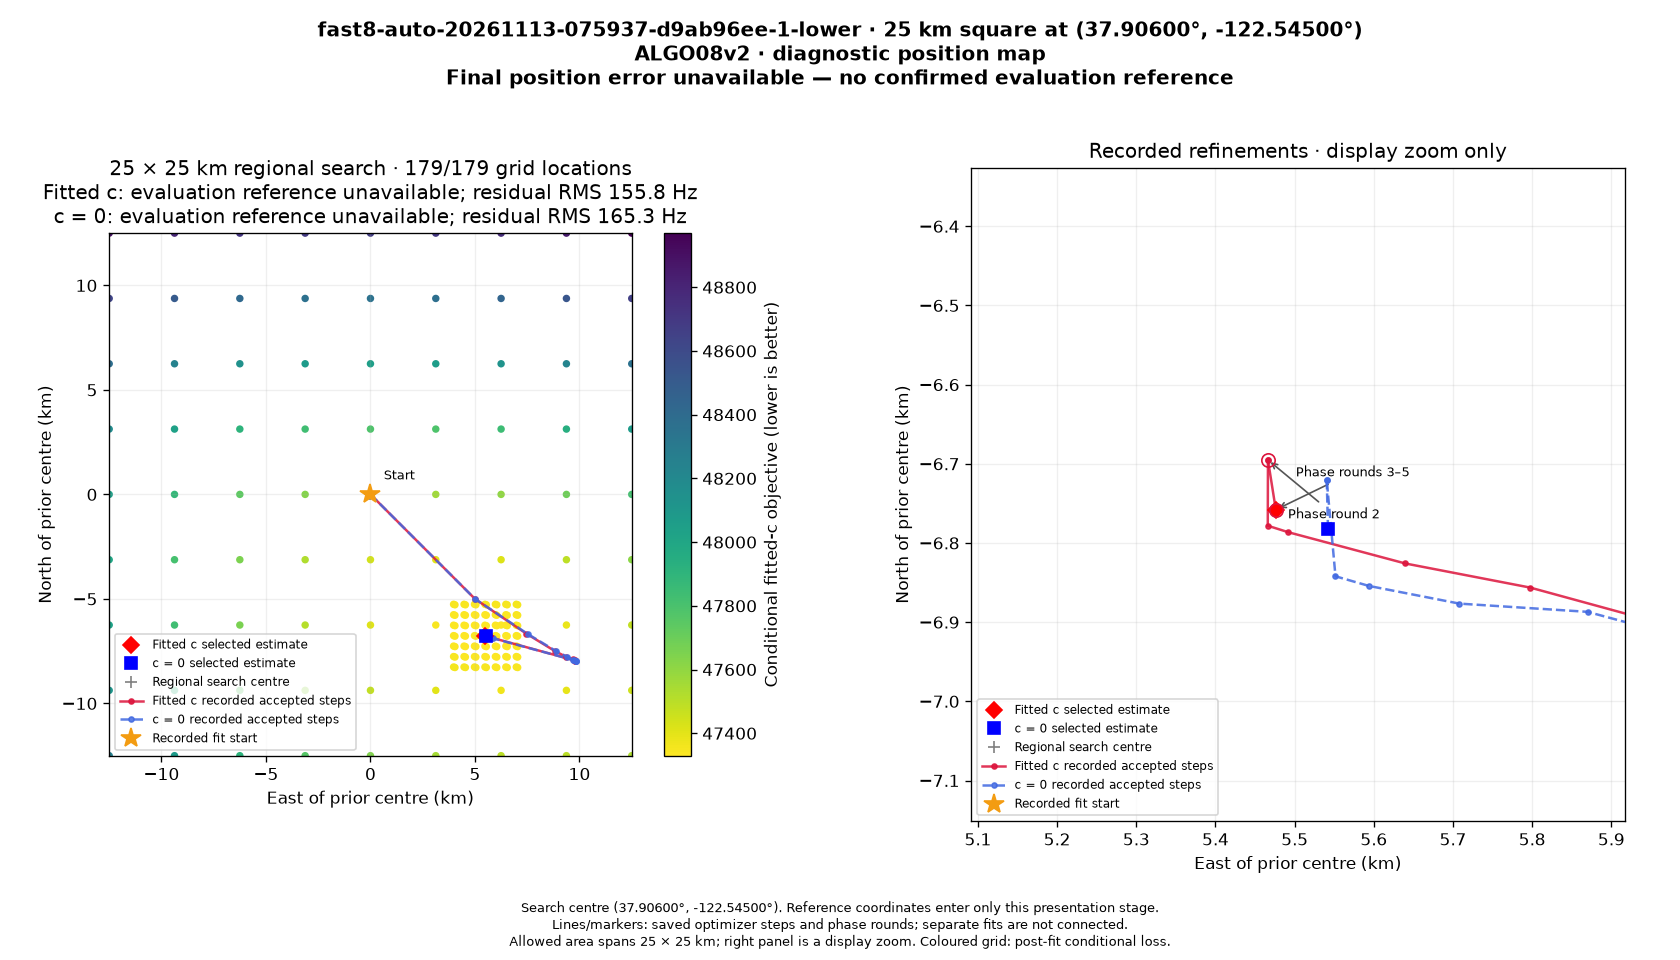 fast8-auto-20261113-075937-d9ab96ee-1-lower · 25 km square at (37.90600°, -122.54500°)
ALGO08v2 · diagnostic position map
Final position error unavailable — no confirmed evaluation reference
25 × 25 km regional search · 179/179 grid locations
Fitted c: evaluation reference unavailable; residual RMS 155.8 Hz
c = 0: evaluation reference unavailable; residual RMS 165.3 Hz
North of prior centre (km)
10
5
0
−5
−10
Start
Fitted c selected estimate
c = 0 selected estimate
Regional search centre
Fitted c recorded accepted steps
c = 0 recorded accepted steps
Recorded fit start
−10
−5
0
5
10
East of prior centre (km)
48800
48600
48400
48200
48000
47800
47600
47400
Conditional fitted-c objective (lower is better)
Recorded refinements · display zoom only
North of prior centre (km)
−6.4
−6.5
−6.6
−6.7
−6.8
−6.9
−7.0
−7.1
Phase rounds 3–5
Phase round 2
Fitted c selected estimate
c = 0 selected estimate
Regional search centre
Fitted c recorded accepted steps
c = 0 recorded accepted steps
Recorded fit start
5.1
5.2
5.3
5.4
5.5
5.6
5.7
5.8
5.9
East of prior centre (km)
Search centre (37.90600°, -122.54500°). Reference coordinates enter only this presentation stage.
Lines/markers: saved optimizer steps and phase rounds; separate fits are not connected.
Allowed area spans 25 × 25 km; right panel is a display zoom. Coloured grid: post-fit conditional loss.